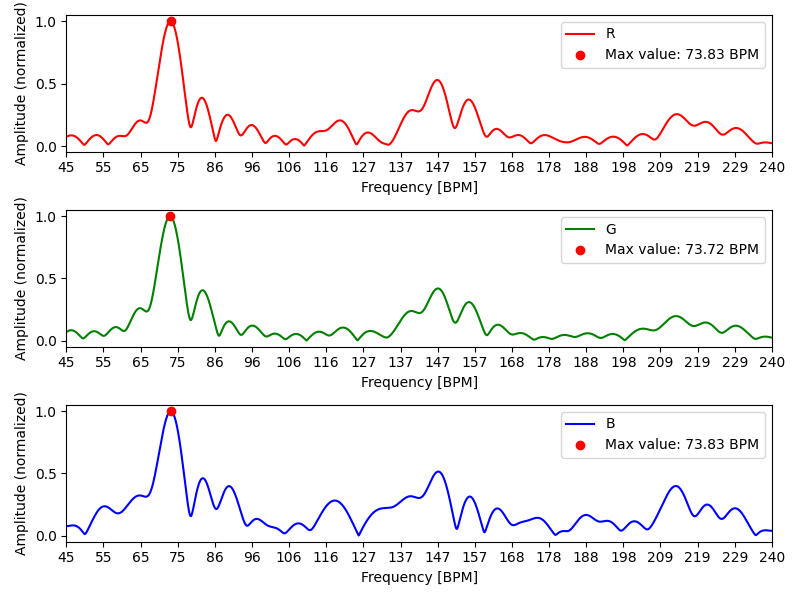 Amplitude (normalized)
1.0
0.5
0.0
R
Max value: 73.83 BPM
45 55 65 75 86 96 106 116 127 137 147 157 168 178 188 198 209 219 229 240
Frequency [BPM]
Amplitude (normalized)
1.0
0.5
0.0
G
Max value: 73.72 BPM
45 55 65 75 86 96 106 116 127 137 147 157 168 178 188 198 209 219 229 240
Frequency [BPM]
Amplitude (normalized)
1.0
0.5
0.0
B
Max value: 73.83 BPM
45 55 65 75 86 96 106 116 127 137 147 157 168 178 188 198 209 219 229 240
Frequency [BPM]